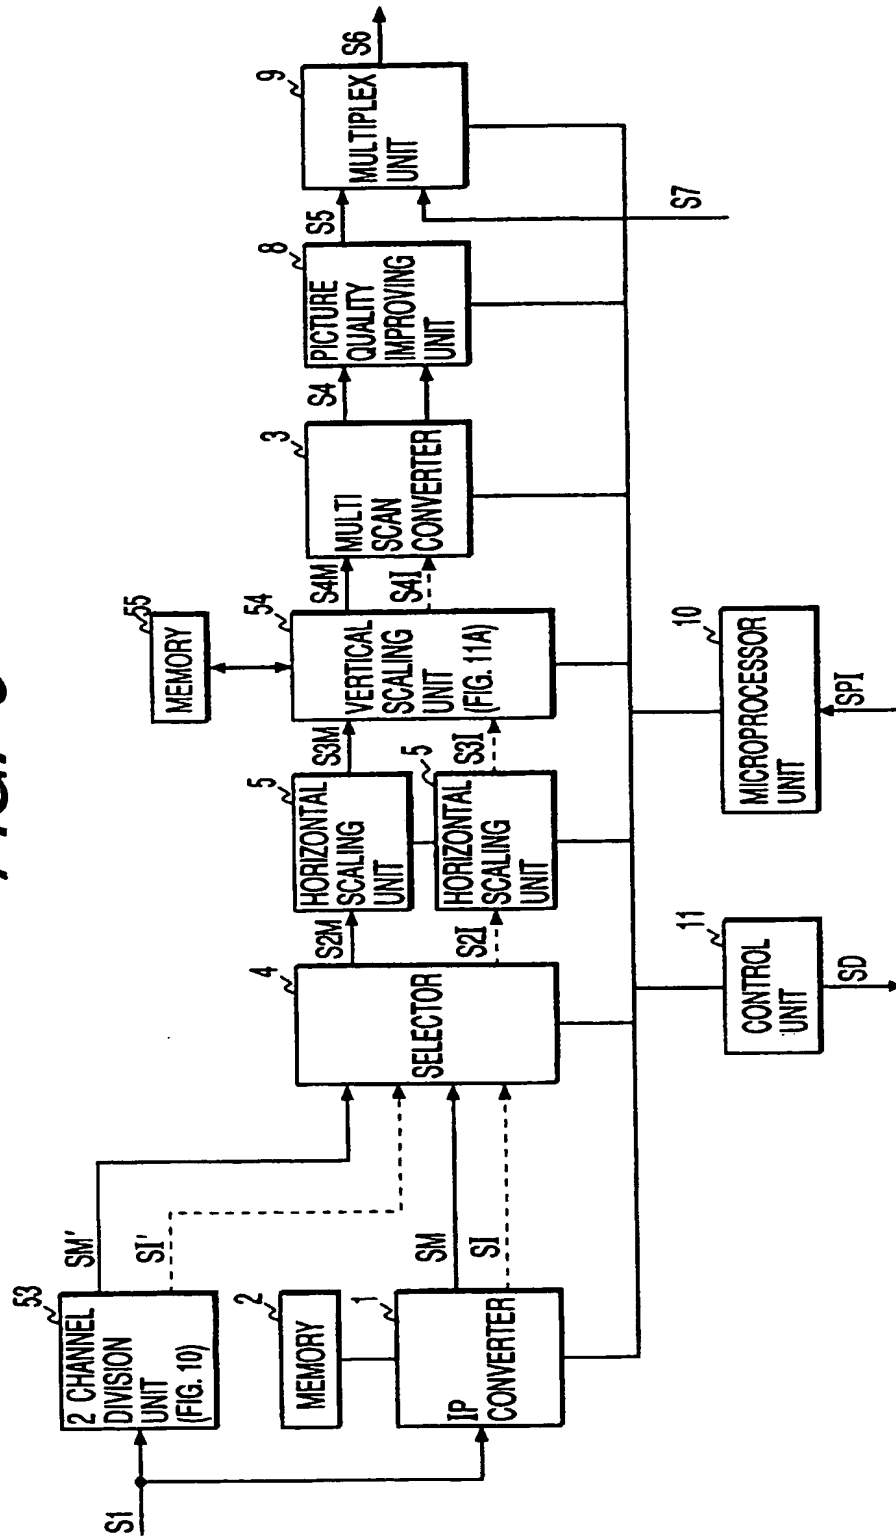 S1
53
2 CHANNEL
DIVISION
UNIT
(FIG. 10)
SM'
SI'
2
MEMORY
1
IP
CONVERTER
SM
SI
4
SELECTOR
S2M
S2I
5
HORIZONTAL
SCALING
UNIT
5
HORIZONTAL
SCALING
UNIT
S3M
S3I
55
MEMORY
54
VERTICAL
SCALING
UNIT
(FIG. 11A)
S4M
S4I
3
MULTI
SCAN
CONVERTER
S4
8
PICTURE
QUALITY
IMPROVING
UNIT
S5
9
MULTIPLEX
UNIT
S6
S7
11
CONTROL
UNIT
SD
10
MICROPROCESSOR
UNIT
SPI